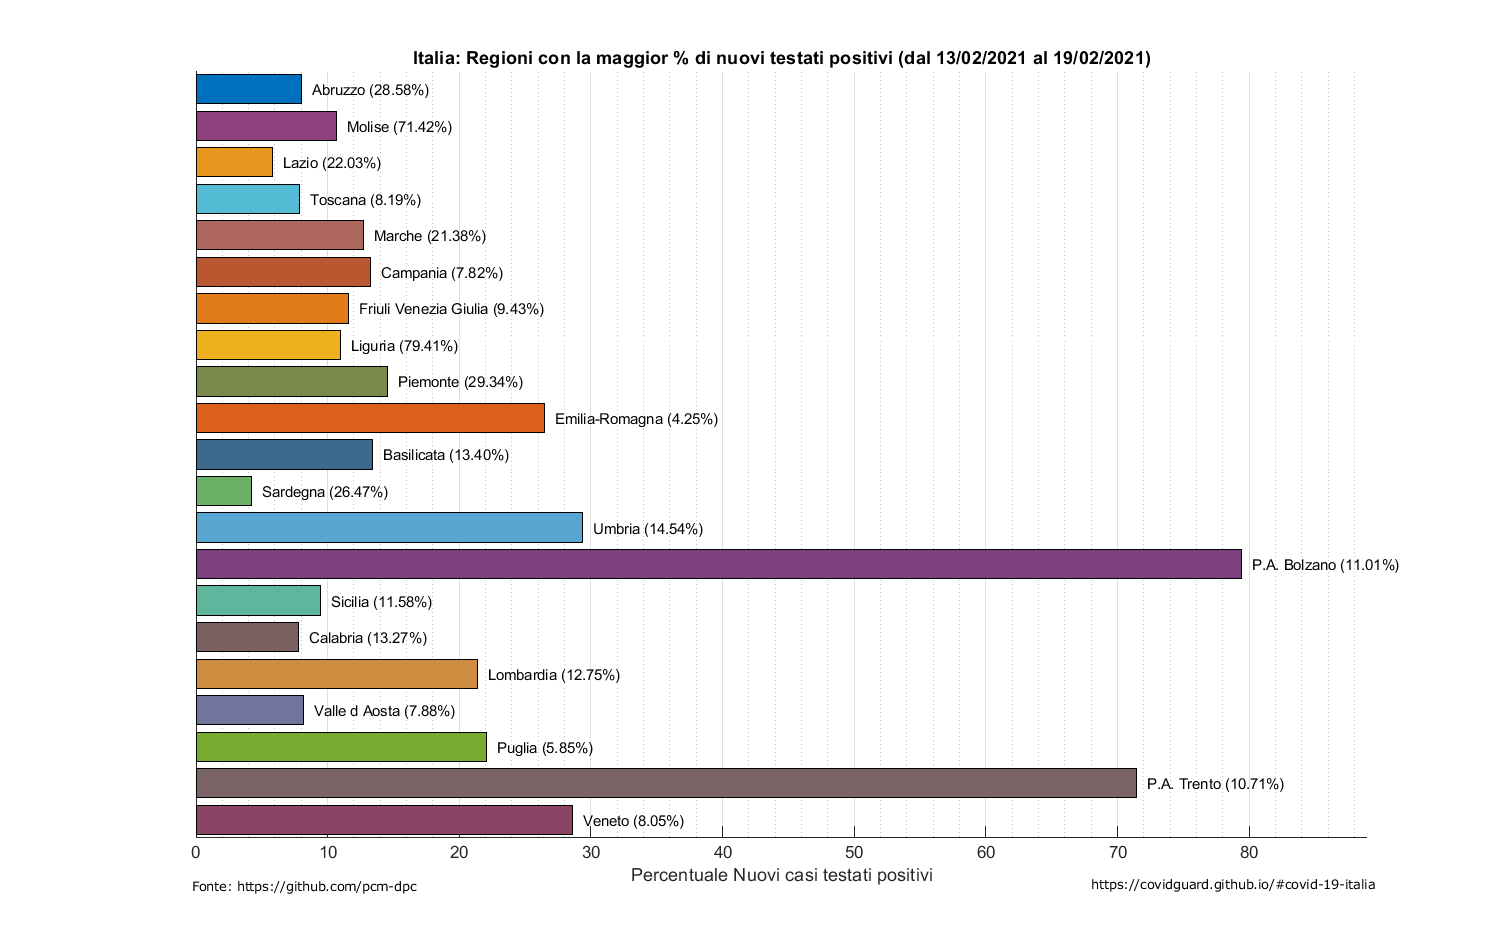 Italia: Regioni con la maggior % di nuovi testati positivi (dal 13/02/2021 al 19/02/2021)
Abruzzo (28.58%)
Molise (71.42%)
Lazio (22.03%)
Toscana (8.19%)
Marche (21.38%)
Campania (7.82%)
Friuli Venezia Giulia (9.43%)
Liguria (79.41%)
Piemonte (29.34%)
Emilia-Romagna (4.25%)
Basilicata (13.40%)
Sardegna (26.47%)
Umbria (14.54%)
P.A. Bolzano (11.01%)
Sicilia (11.58%)
Calabria (13.27%)
Lombardia (12.75%)
Valle d Aosta (7.88%)
Puglia (5.85%)
P.A. Trento (10.71%)
Veneto (8.05%)
0 10 20 30 40 50 60 70 80
Percentuale Nuovi casi testati positivi
Fonte: https://github.com/pcm-dpc
https://covidguard.github.io/#covid-19-italia